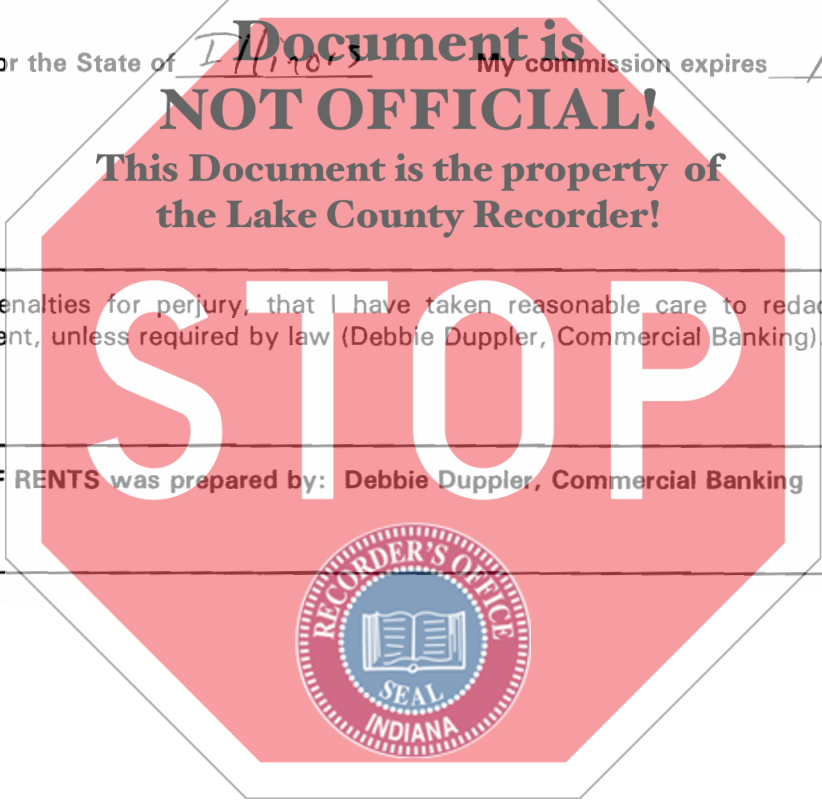 or the State of Illinois My commission expires
Document is
NOT OFFICIAL!
This Document is the property of
the Lake County Recorder!
enalties for perjury, that I have taken reasonable care to redac
ent, unless required by law (Debbie Duppler, Commercial Banking).
STOP
F RENTS was prepared by: Debbie Duppler, Commercial Banking
RECORDER'S OFFICE
SEAL
INDIANA